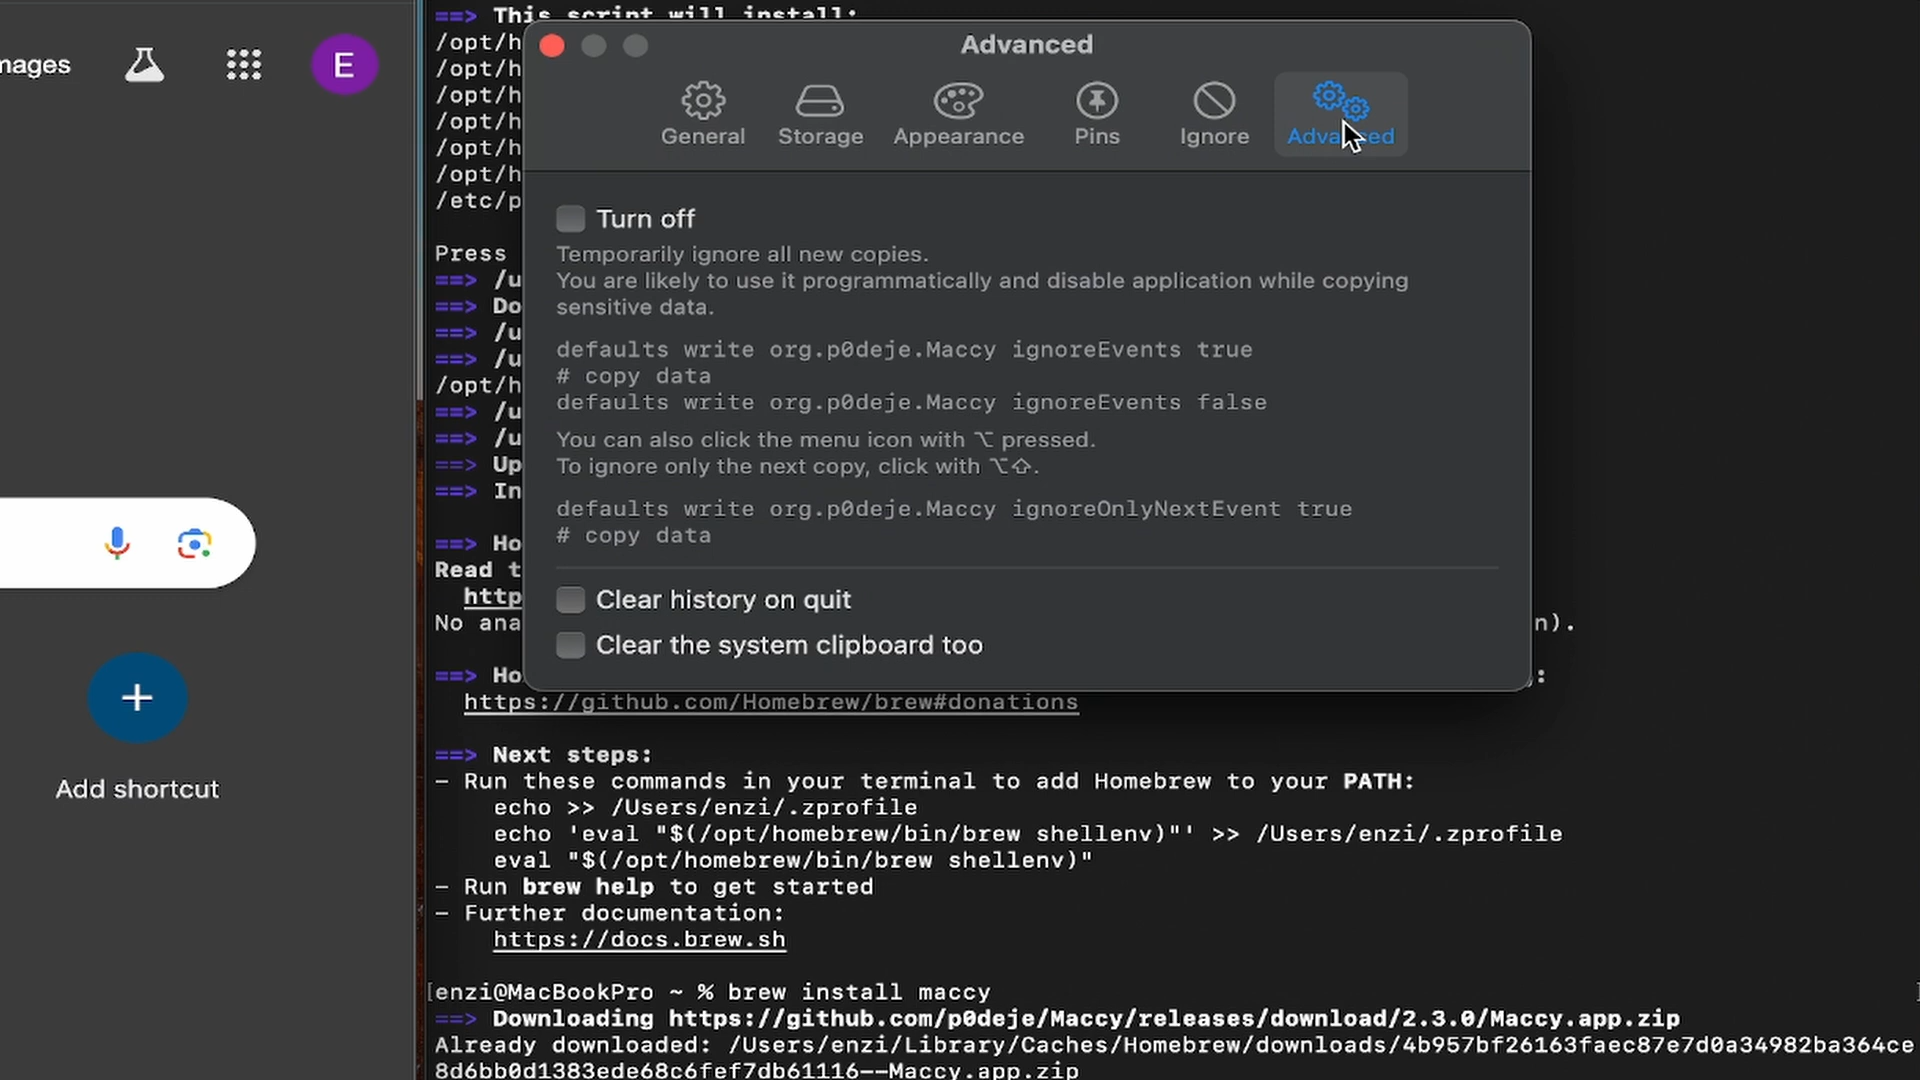 mages
E
Add shortcut
==> This script will install:
/opt/h
/opt/h
/opt/h
/opt/h
/opt/h
/opt/h
/etc/p
Press
==> /u
==> Do
==> /u
==> /u
/opt/h
==> /u
==> /u
==> Up
==> In
==> Ho
Read t
http
No ana
n).
==> Ho
:
https://github.com/Homebrew/brew#donations
Advanced
General
Storage
Appearance
Pins
Ignore
Advanced
Turn off
Temporarily ignore all new copies.
You are likely to use it programmatically and disable application while copying
sensitive data.
defaults write org.p0deje.Maccy ignoreEvents true
# copy data
defaults write org.p0deje.Maccy ignoreEvents false
You can also click the menu icon with ⌥ pressed.
To ignore only the next copy, click with ⌥⇧.
defaults write org.p0deje.Maccy ignoreOnlyNextEvent true
# copy data
Clear history on quit
Clear the system clipboard too
==> Next steps:
- Run these commands in your terminal to add Homebrew to your PATH:
echo >> /Users/enzi/.zprofile
echo 'eval "$(/opt/homebrew/bin/brew shellenv)"' >> /Users/enzi/.zprofile
eval "$(/opt/homebrew/bin/brew shellenv)"
- Run brew help to get started
- Further documentation:
https://docs.brew.sh
[enzi@MacBookPro ~ % brew install maccy
==> Downloading https://github.com/p0deje/Maccy/releases/download/2.3.0/Maccy.app.zip
Already downloaded: /Users/enzi/Library/Caches/Homebrew/downloads/4b957bf26163faec87e7d0a34982ba364ce
8d6bb0d1383ede68c6fef7db61116--Maccy.app.zip